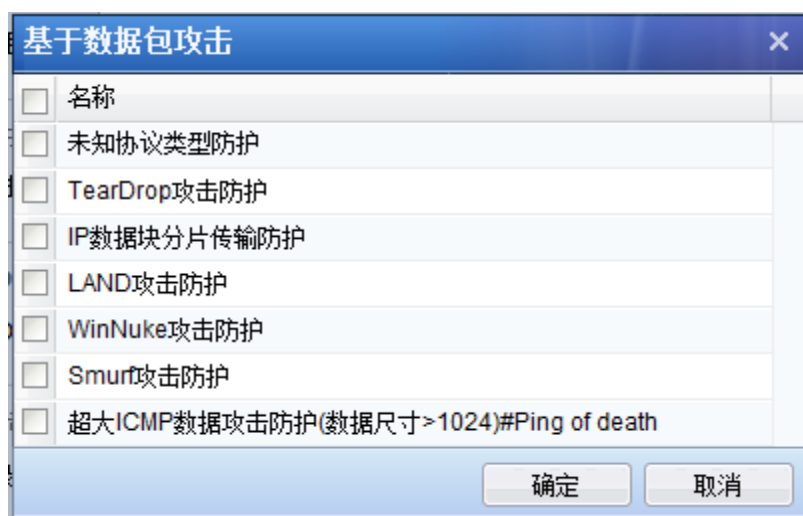 基于数据包攻击
名称
未知协议类型防护
TearDrop攻击防护
IP数据块分片传输防护
LAND攻击防护
WinNuke攻击防护
Smurf攻击防护
超大ICMP数据攻击防护(数据尺寸>1024)#Ping of death
确定 取消